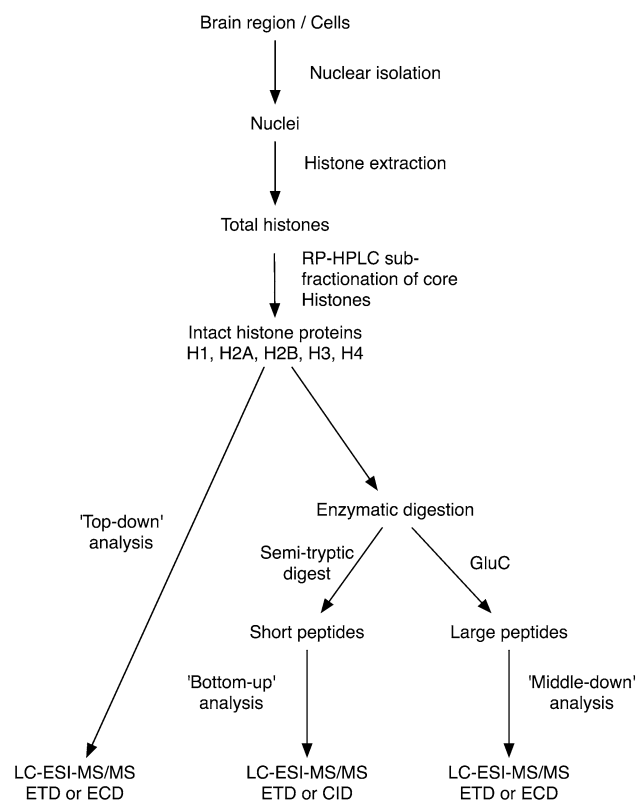 Brain region / Cells
Nuclear isolation
Nuclei
Histone extraction
Total histones
RP-HPLC sub-
fractionation of core
Histones
Intact histone proteins
H1, H2A, H2B, H3, H4
'Top-down'
analysis
Enzymatic digestion
Semi-tryptic
digest
GluC
Short peptides
Large peptides
'Bottom-up'
analysis
'Middle-down'
analysis
LC-ESI-MS/MS
ETD or ECD
LC-ESI-MS/MS
ETD or CID
LC-ESI-MS/MS
ETD or ECD